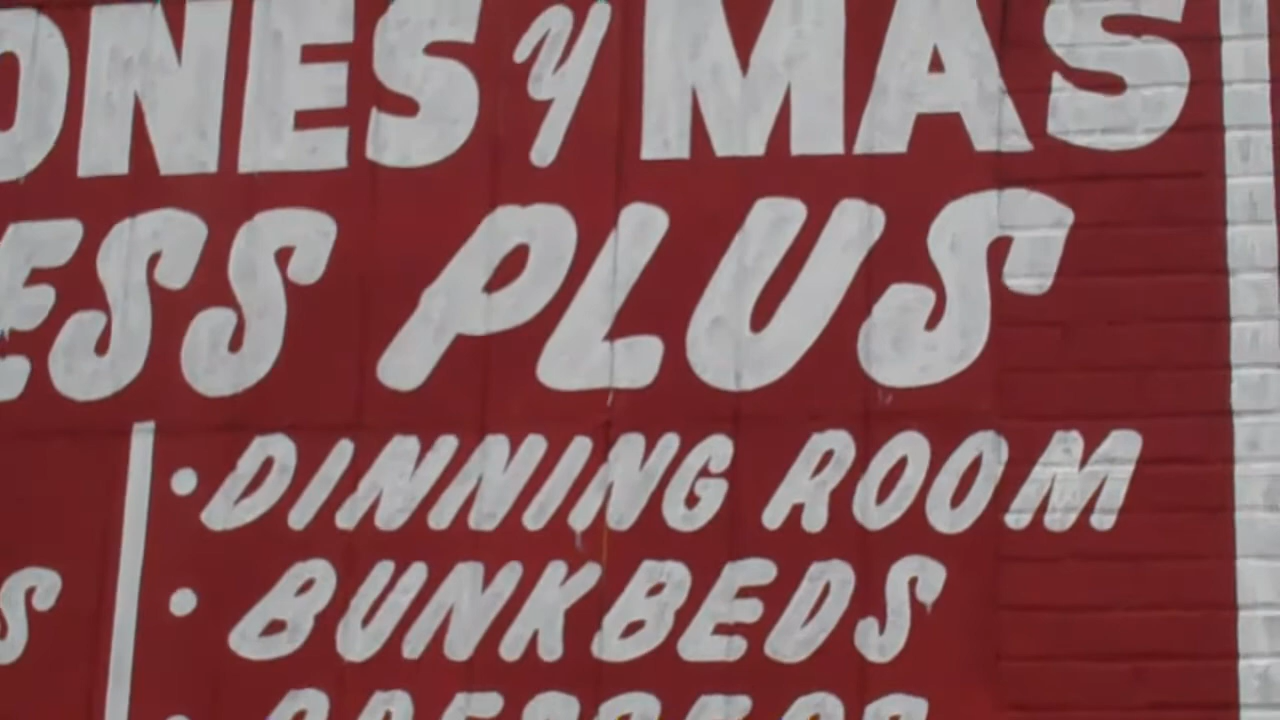 ONES y MAS
ESS PLUS
• DINNING ROOM
S
• BUNKBEDS